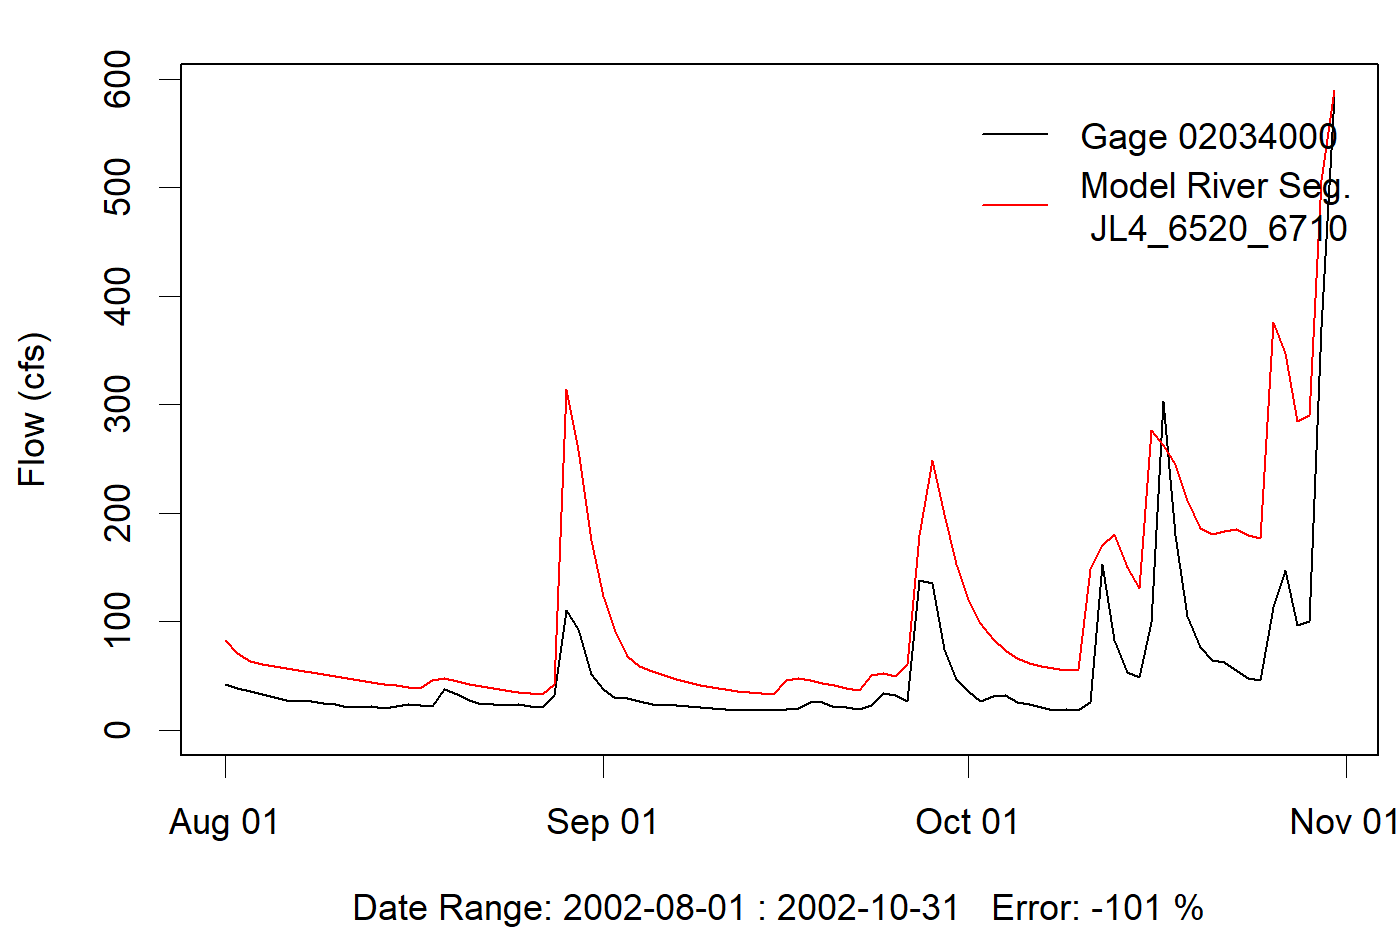 600
500
400
300
200
100
0
Flow (cfs)
Gage 02034000
Model River Seg.
JL4_6520_6710
Aug 01
Sep 01
Oct 01
Nov 01
Date Range: 2002-08-01 : 2002-10-31 Error: -101 %